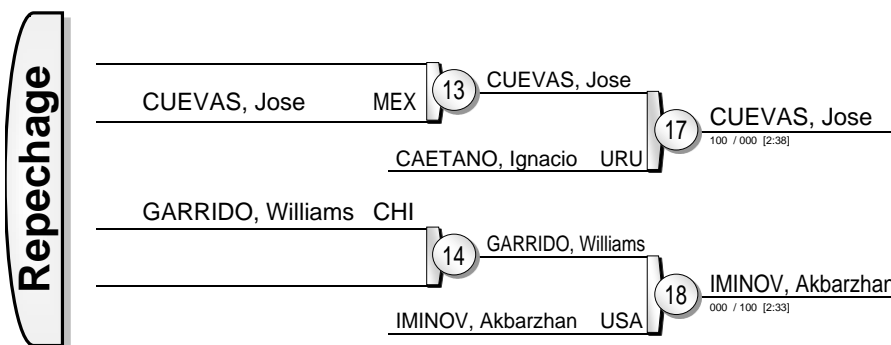 Repechage
CUEVAS, Jose MEX
13
CUEVAS, Jose
CAETANO, Ignacio URU
17
CUEVAS, Jose
100 / 000 [2:38]
GARRIDO, Williams CHI
14
GARRIDO, Williams
IMINOV, Akbarzhan USA
18
IMINOV, Akbarzhan
000 / 100 [2:33]